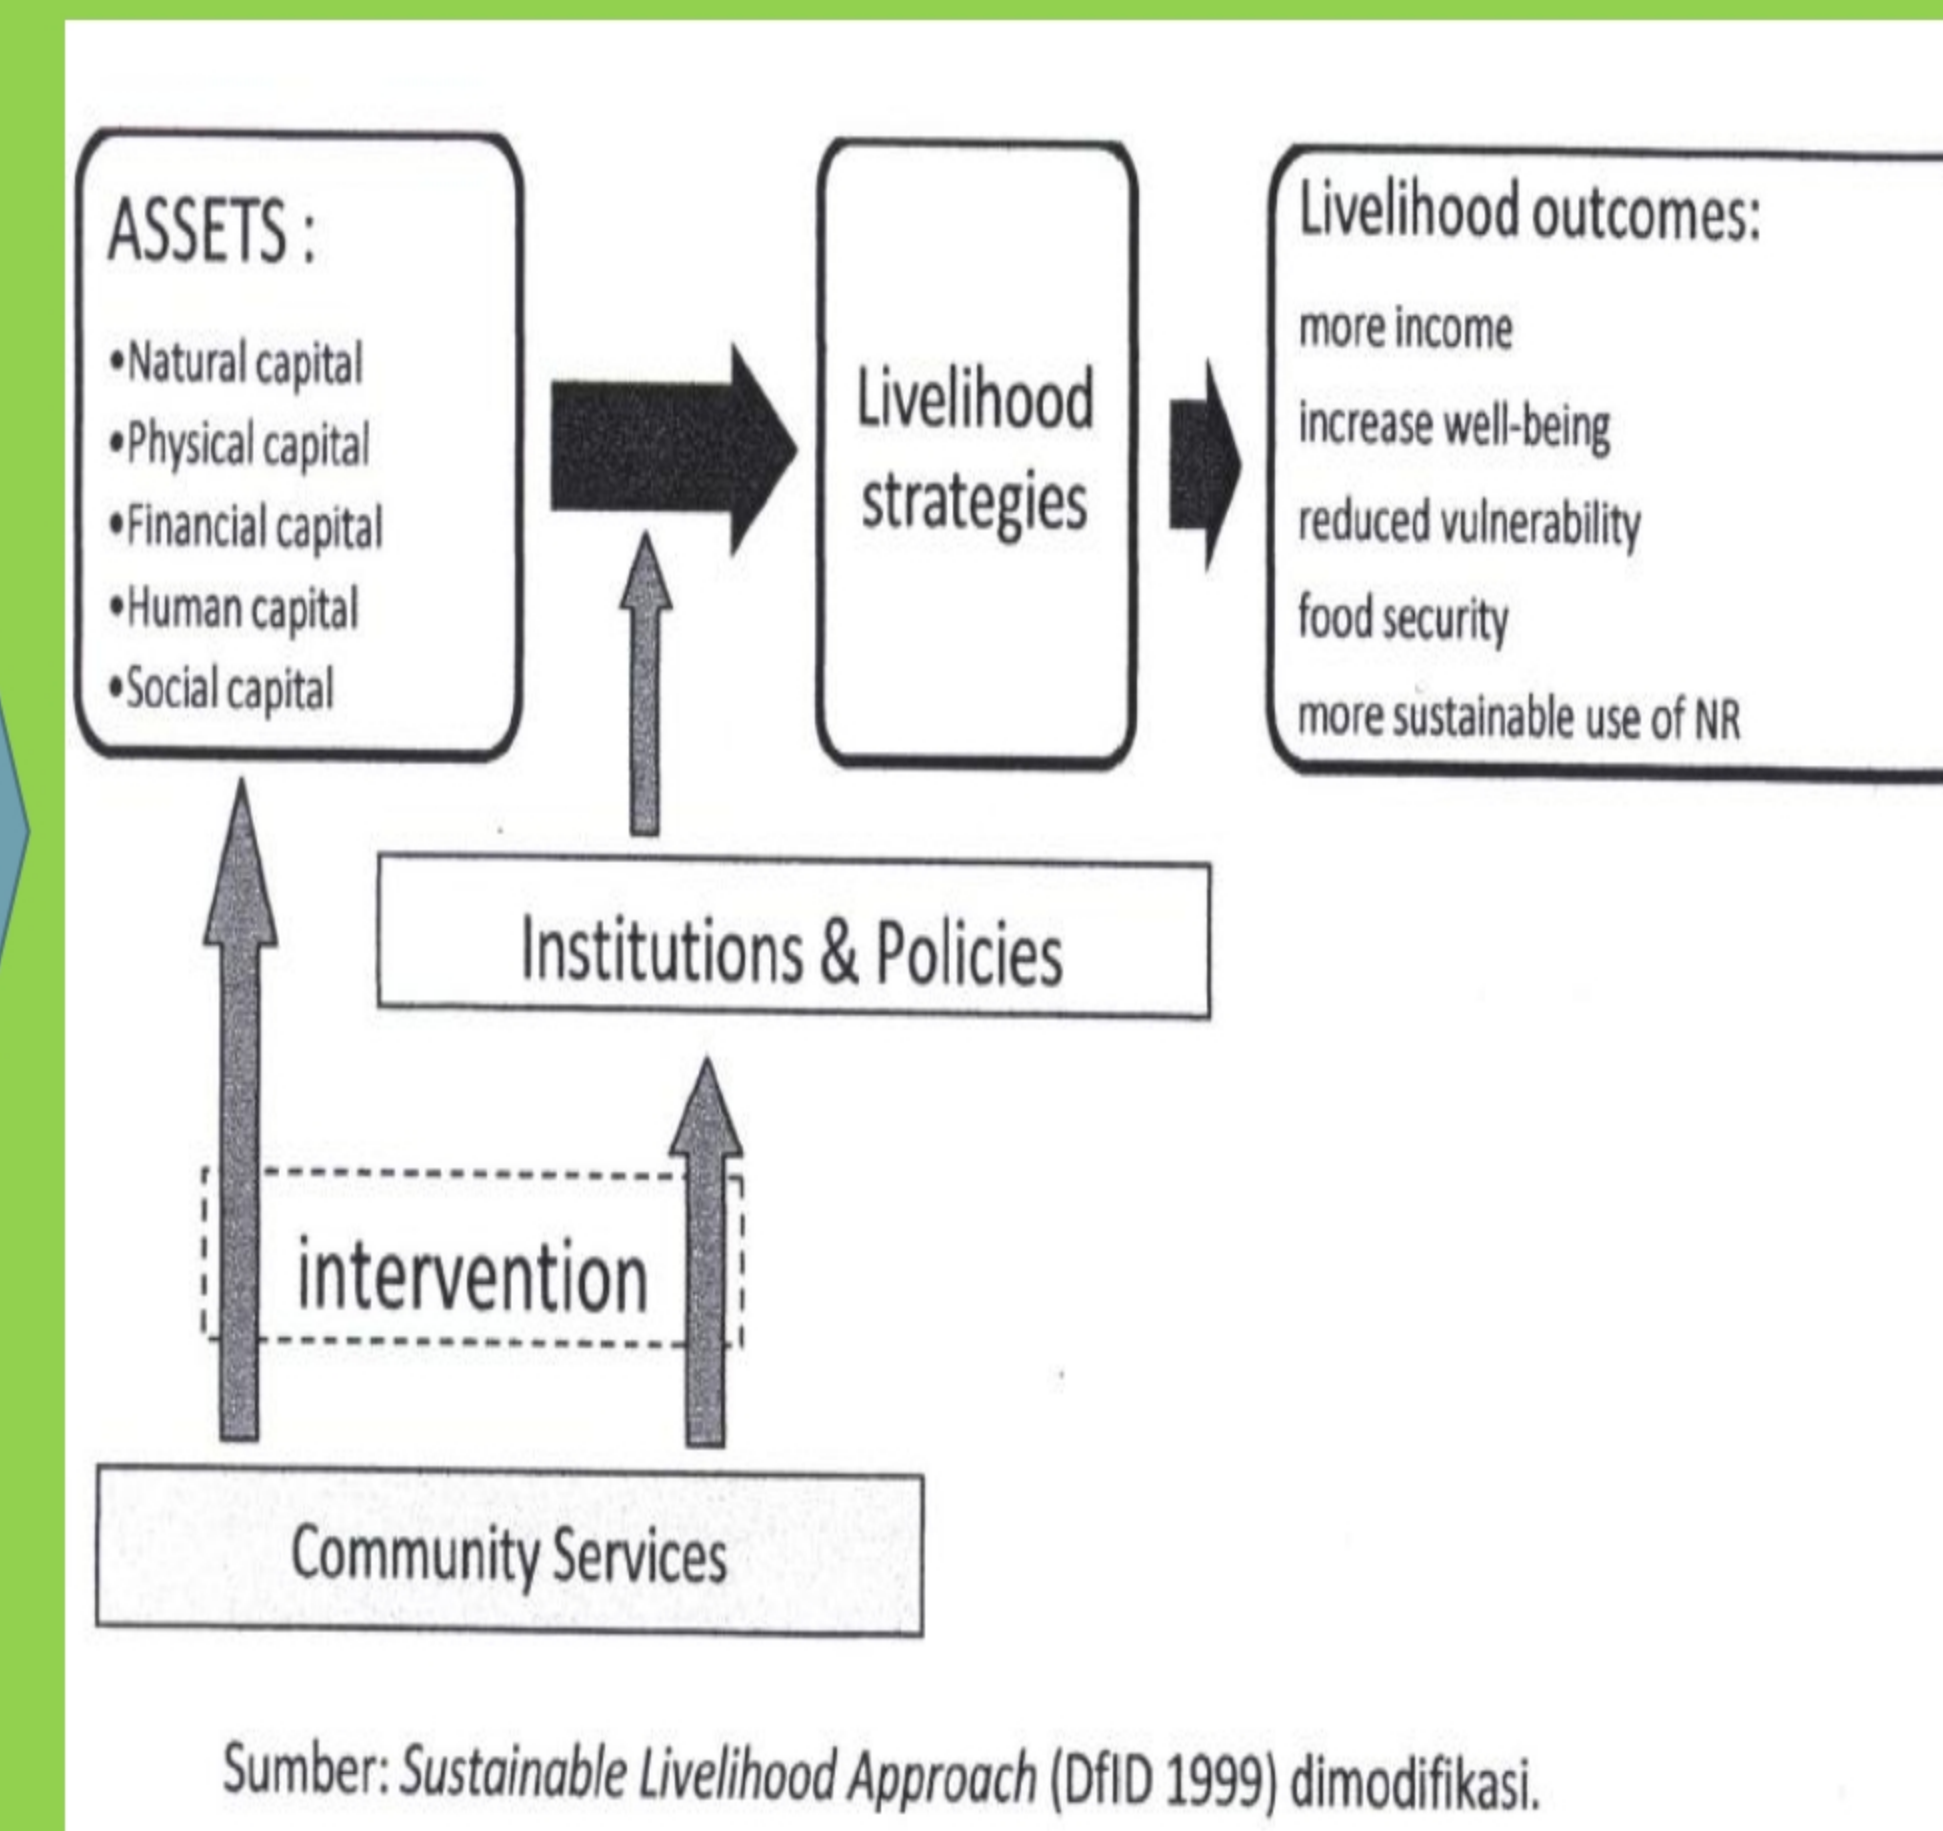 ASSETS :
•Natural capital
•Physical capital
•Financial capital
•Human capital
•Social capital
Livelihood
strategies
Livelihood outcomes:
more income
increase well-being
reduced vulnerability
food security
more sustainable use of NR
Institutions & Policies
intervention
Community Services
Sumber: Sustainable Livelihood Approach (DfID 1999) dimodifikasi.